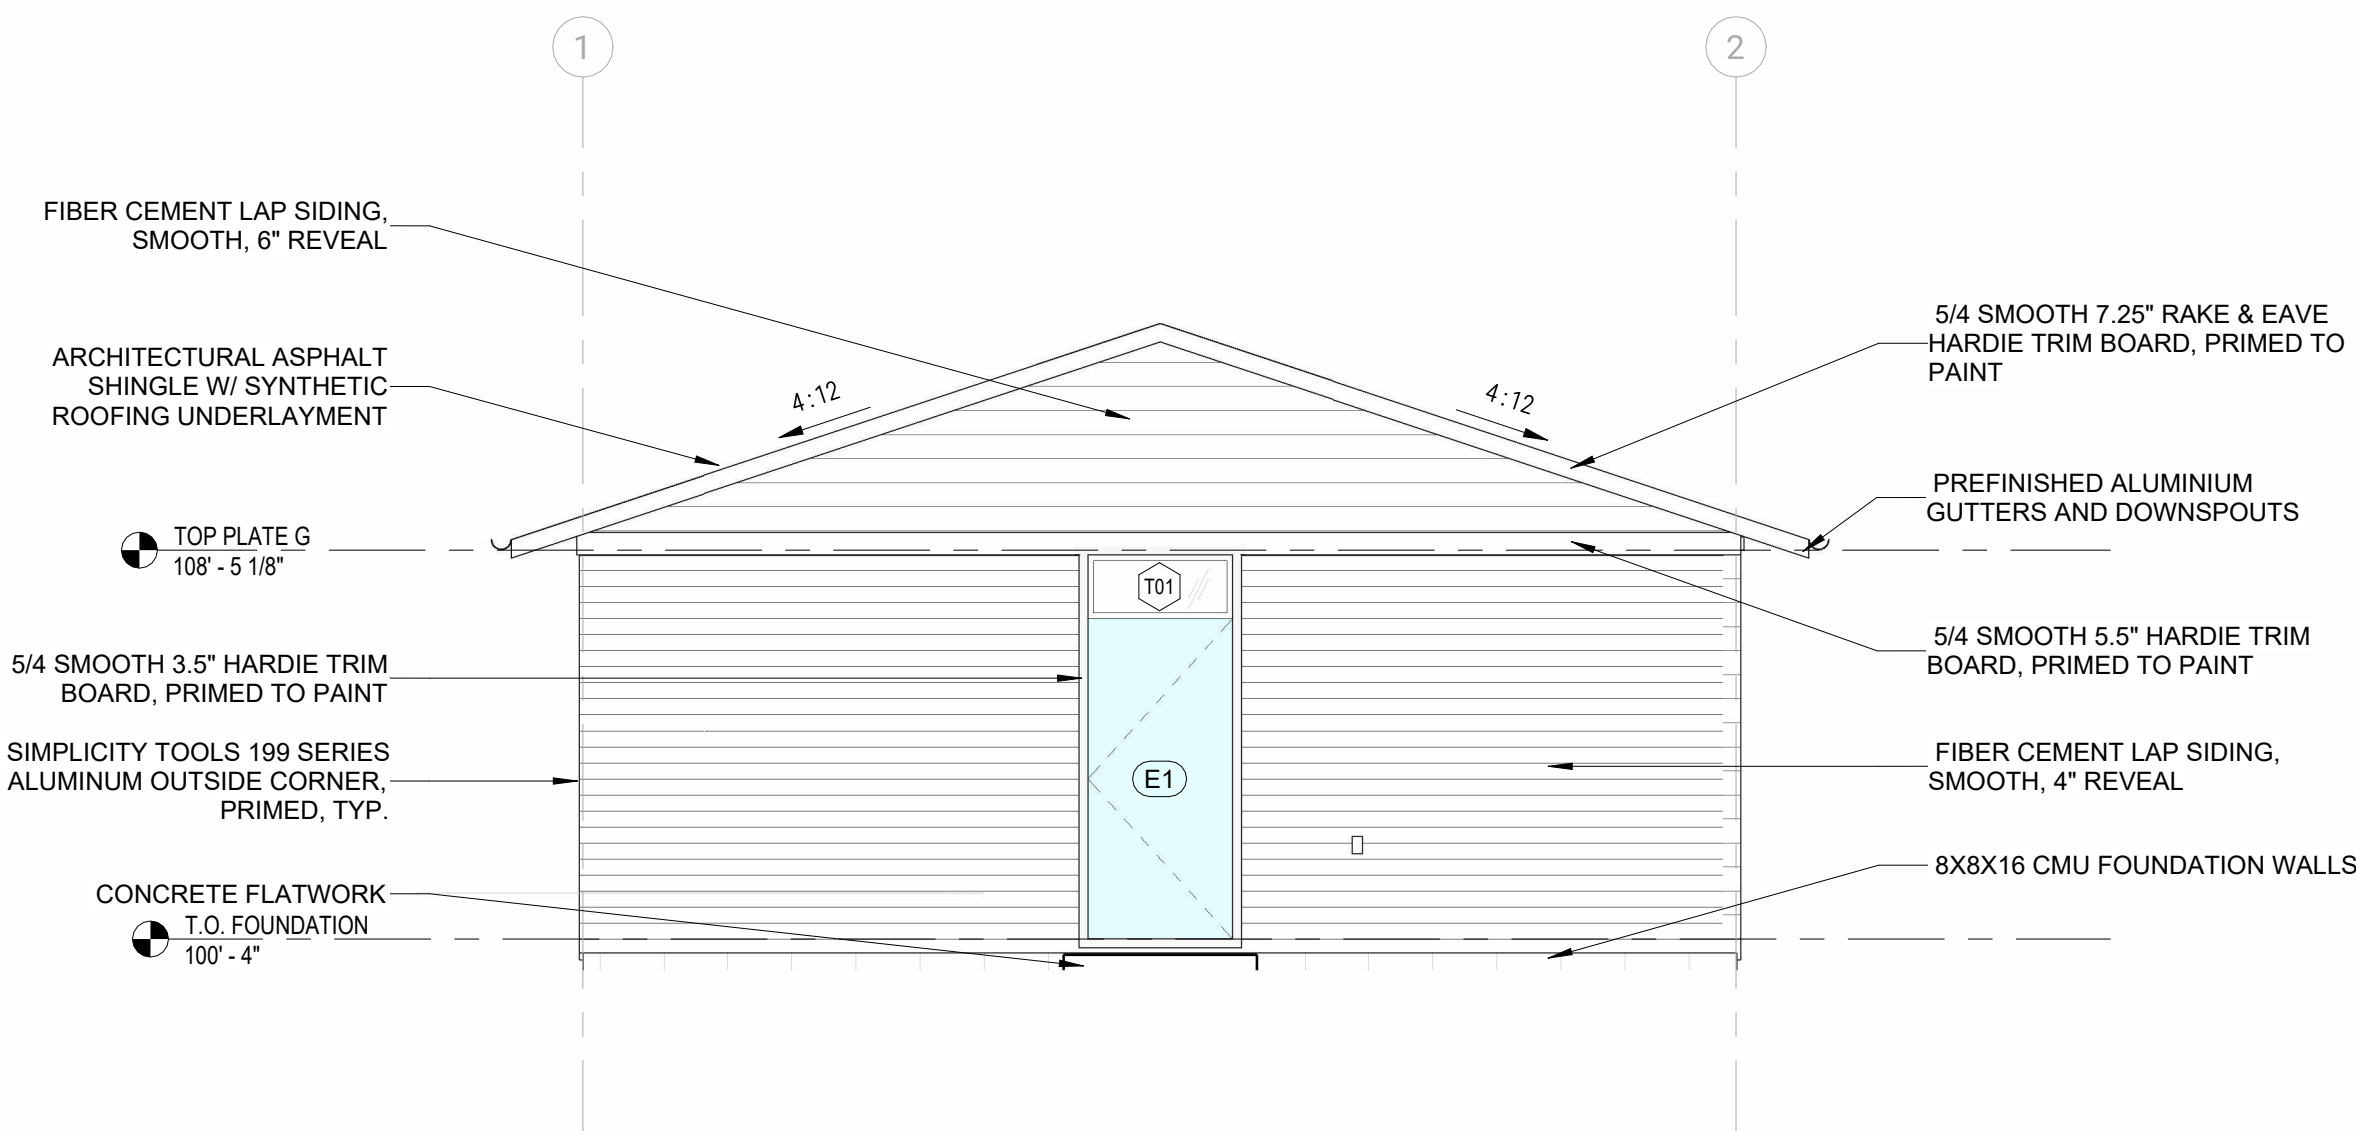 1
2
FIBER CEMENT LAP SIDING,
SMOOTH, 6" REVEAL
ARCHITECTURAL ASPHALT
SHINGLE W/ SYNTHETIC
ROOFING UNDERLAYMENT
4:12
4:12
5/4 SMOOTH 7.25" RAKE & EAVE
HARDIE TRIM BOARD, PRIMED TO
PAINT
PREFINISHED ALUMINIUM
GUTTERS AND DOWNSPOUTS
TOP PLATE G
108' - 5 1/8"
T01
5/4 SMOOTH 3.5" HARDIE TRIM
BOARD, PRIMED TO PAINT
5/4 SMOOTH 5.5" HARDIE TRIM
BOARD, PRIMED TO PAINT
SIMPLICITY TOOLS 199 SERIES
ALUMINUM OUTSIDE CORNER,
PRIMED, TYP.
E1
FIBER CEMENT LAP SIDING,
SMOOTH, 4" REVEAL
CONCRETE FLATWORK
8X8X16 CMU FOUNDATION WALLS
T.O. FOUNDATION
100' - 4"